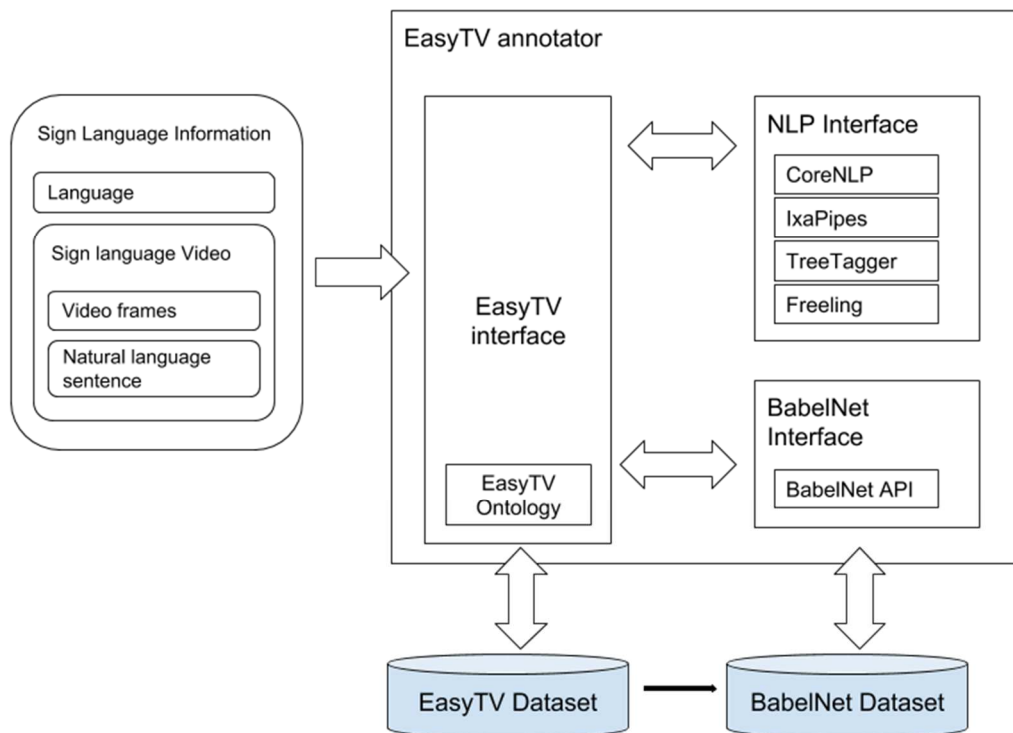 EasyTV annotator
Sign Language Information
Language
Sign language Video
Video frames
Natural language
sentence
EasyTV
interface
EasyTV
Ontology
NLP Interface
CoreNLP
IxaPipes
TreeTagger
Freeling
BabelNet
Interface
BabelNet API
EasyTV Dataset
BabelNet Dataset